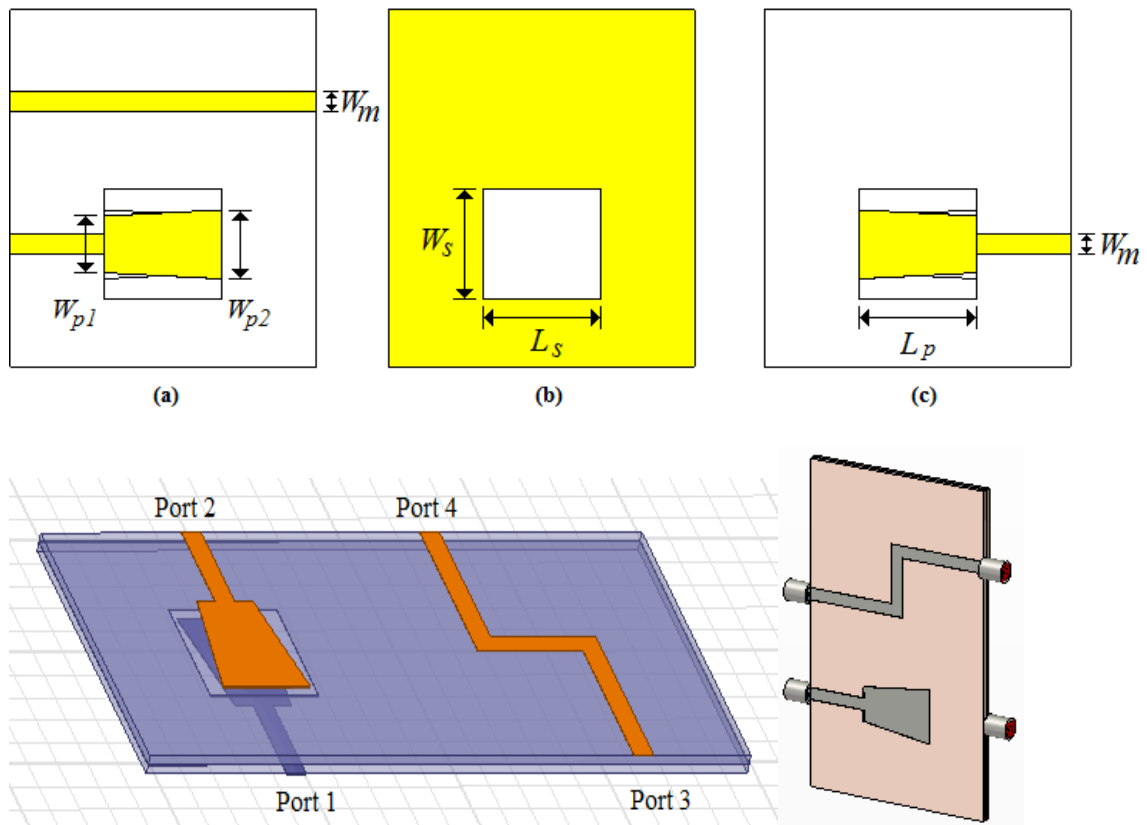 W_m
W_s
W_m
W_p1
W_p2
L_s
L_p
(a)
(b)
(c)
Port 2
Port 4
Port 1
Port 3